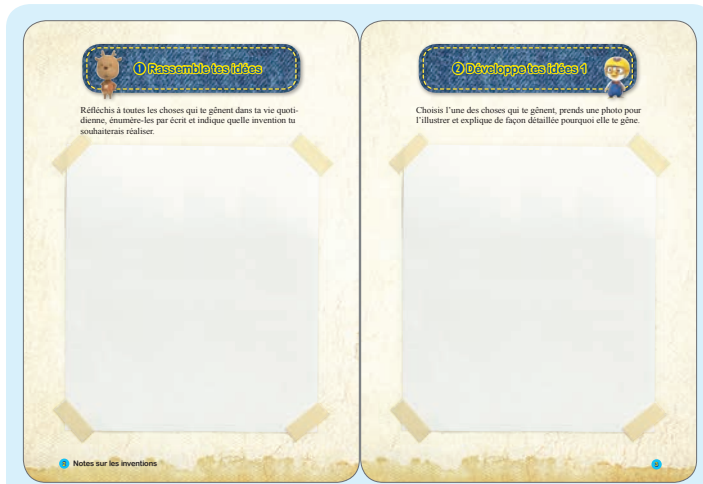 ① Rassemble tes idées
Réfléchis à toutes les choses qui te gênent dans ta vie quoti-
dienne, énumère-les par écrit et indique quelle invention tu
souhaiterais réaliser.
Notes sur les inventions
② Développe tes idées 1
Choisis l’une des choses qui te gênent, prends une photo pour
l’illustrer et explique de façon détaillée pourquoi elle te gêne.